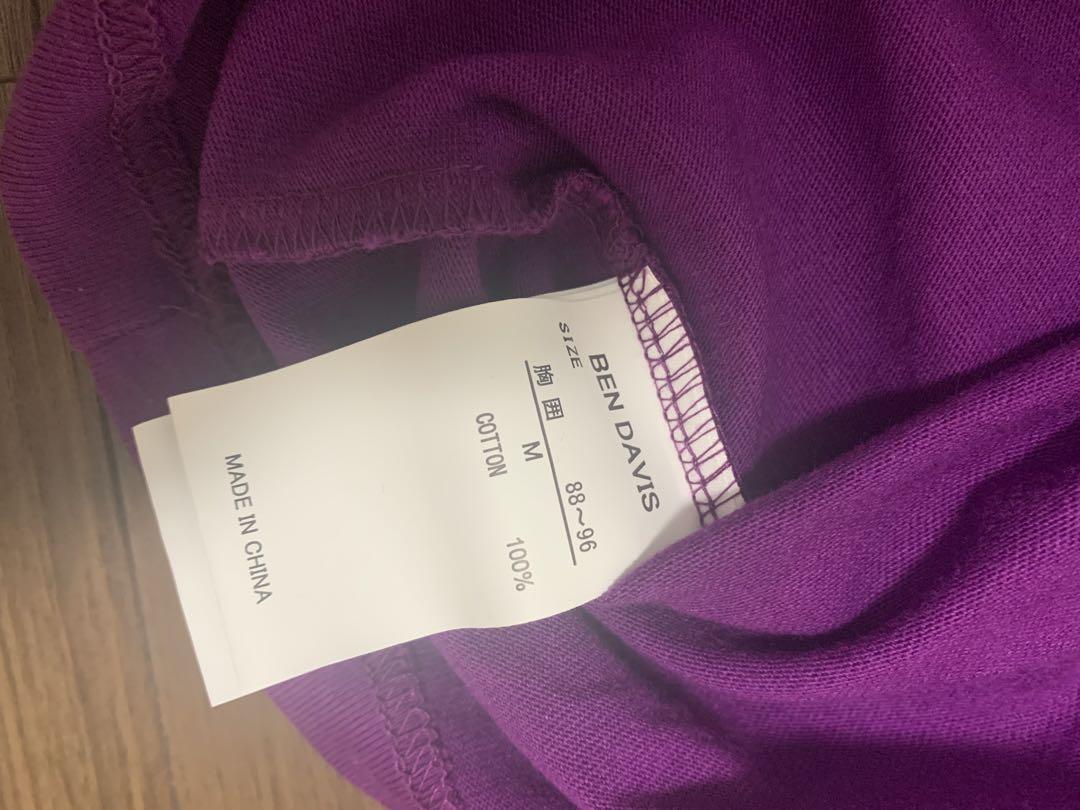 BEN DAVIS
SIZE
胸囲 88～96
M
COTTON 100%
MADE IN CHINA